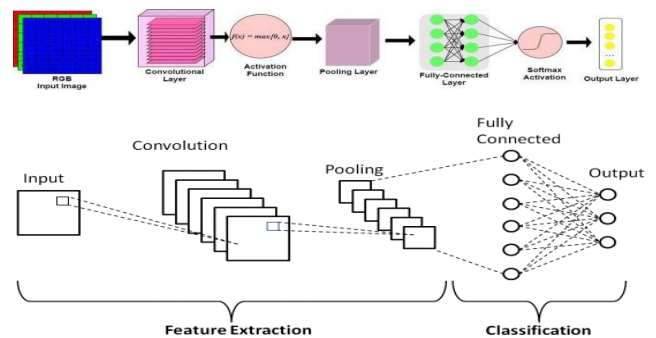 f(x) = max[0, x]
RGB
Input Image
Convolutional
Layer
Activation
Function
Pooling Layer
Fully-Connected
Layer
Softmax
Activation
Output Layer
Fully
Connected
Convolution
Input
Pooling
Output
Feature Extraction
Classification